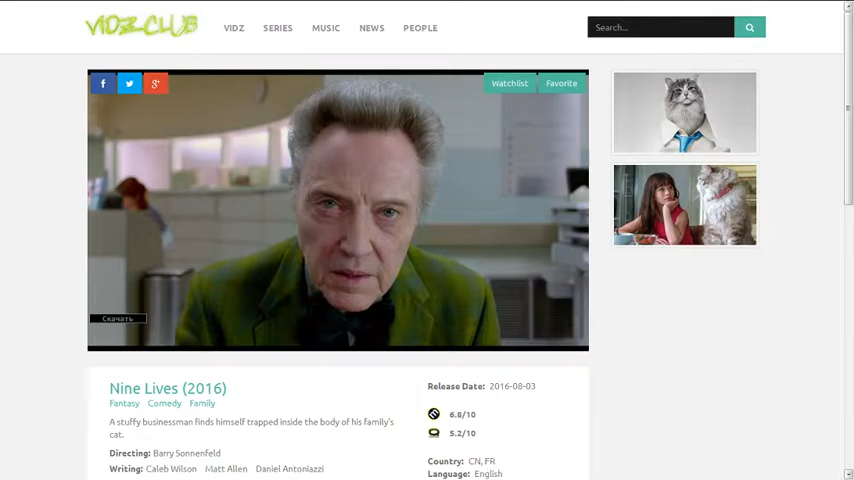 VIDZ.CLUB
VIDZ SERIES MUSIC NEWS PEOPLE
Search...
f g+
Watchlist Favorite
Скачать
Nine Lives (2016)
Fantasy Comedy Family
A stuffy businessman finds himself trapped inside the body of his family's
cat.
Directing: Barry Sonnenfeld
Writing: Caleb Wilson Matt Allen Daniel Antoniazzi
Release Date: 2016-08-03
6.8/10
5.2/10
Country: CN, FR
Language: English